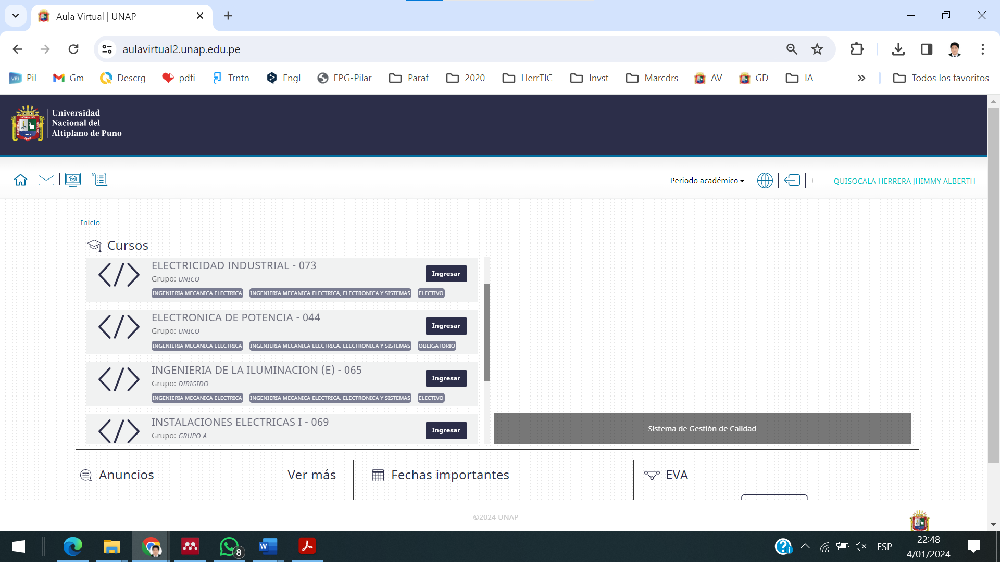 Aula Virtual | UNAP
aulavirtual2.unap.edu.pe
Pil Gm Descrg pdfi Trntn Engl EPG-Pilar Paraf 2020 HerrTIC Invst Marcdrs AV GD IA » Todos los favoritos
Universidad
Nacional del
Altiplano de Puno
Periodo académico
QUISOCALA HERRERA JHIMMY ALBERTH
Inicio
Cursos
ELECTRICIDAD INDUSTRIAL - 073
Ingresar
Grupo: UNICO
INGENIERIA MECANICA ELECTRICA INGENIERIA MECANICA ELECTRICA, ELECTRONICA Y SISTEMAS ELECTIVO
ELECTRONICA DE POTENCIA - 044
Ingresar
Grupo: UNICO
INGENIERIA MECANICA ELECTRICA INGENIERIA MECANICA ELECTRICA, ELECTRONICA Y SISTEMAS OBLIGATORIO
INGENIERIA DE LA ILUMINACION (E) - 065
Ingresar
Grupo: DIRIGIDO
INGENIERIA MECANICA ELECTRICA INGENIERIA MECANICA ELECTRICA, ELECTRONICA Y SISTEMAS ELECTIVO
INSTALACIONES ELECTRICAS I - 069
Ingresar
Grupo: GRUPO A
Sistema de Gestión de Calidad
Anuncios
Ver más
Fechas importantes
EVA
©2024 UNAP
8
ESP
22:48
4/01/2024